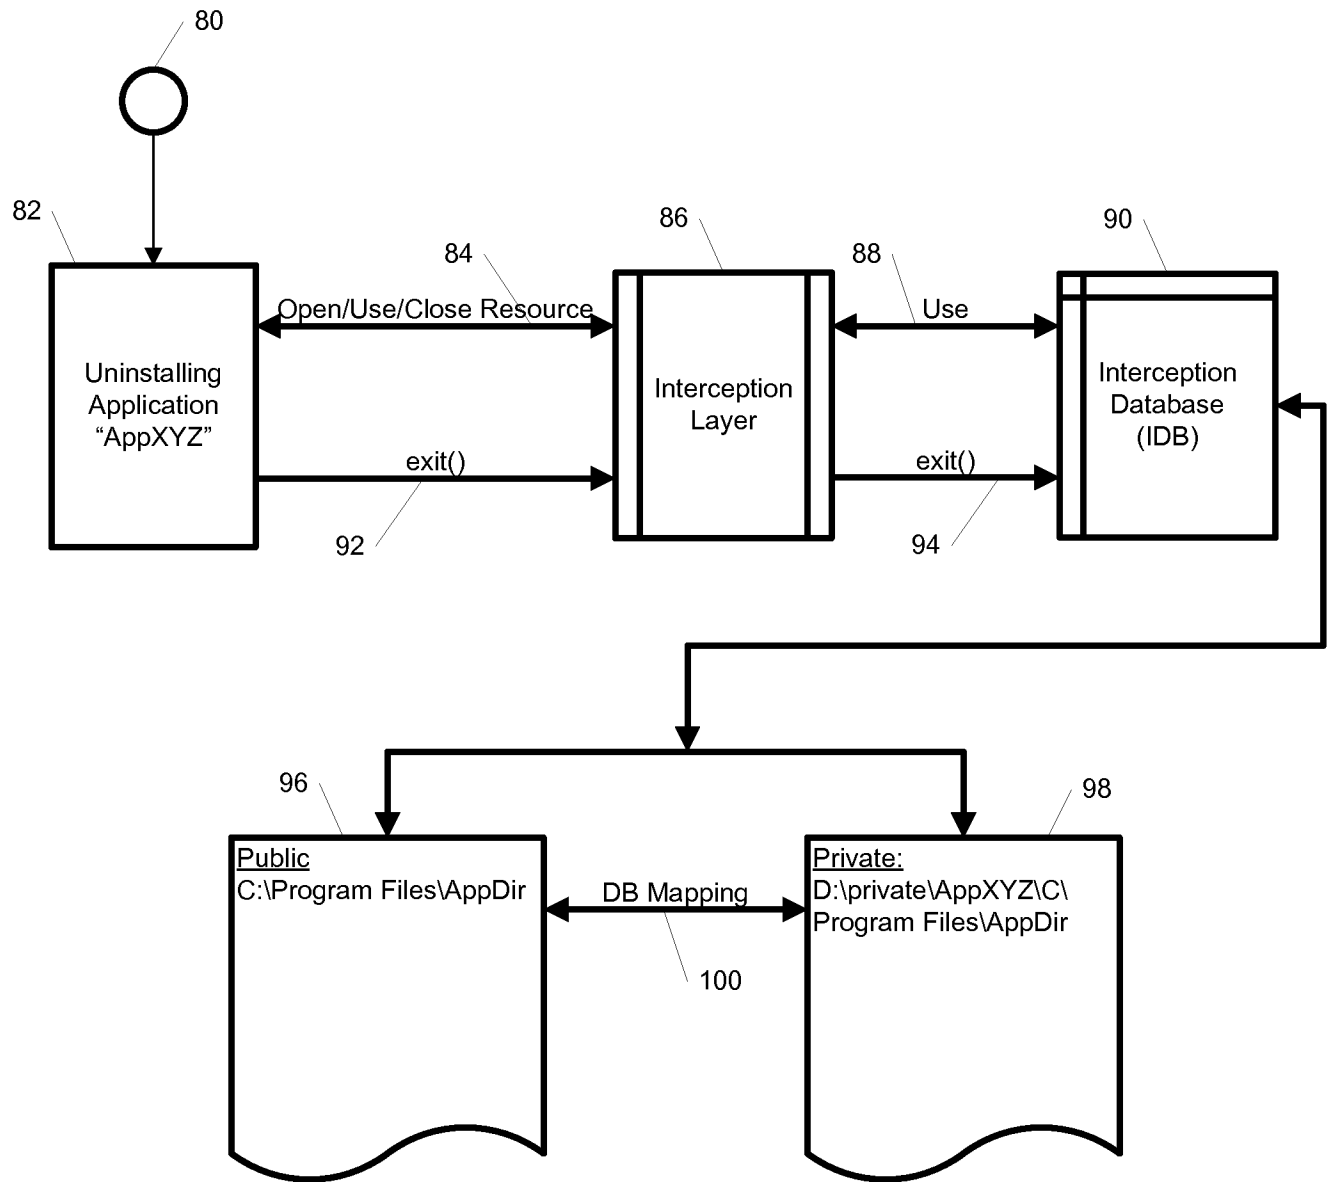 80
82
86
90
84
88
Open/Use/Close Resource
Use
Uninstalling
Application
“AppXYZ”
Interception
Layer
Interception
Database
(IDB)
exit()
exit()
92
94
96
98
Public
C:\Program Files\AppDir
DB Mapping
Private:
D:\private\AppXYZ\C\
Program Files\AppDir
100